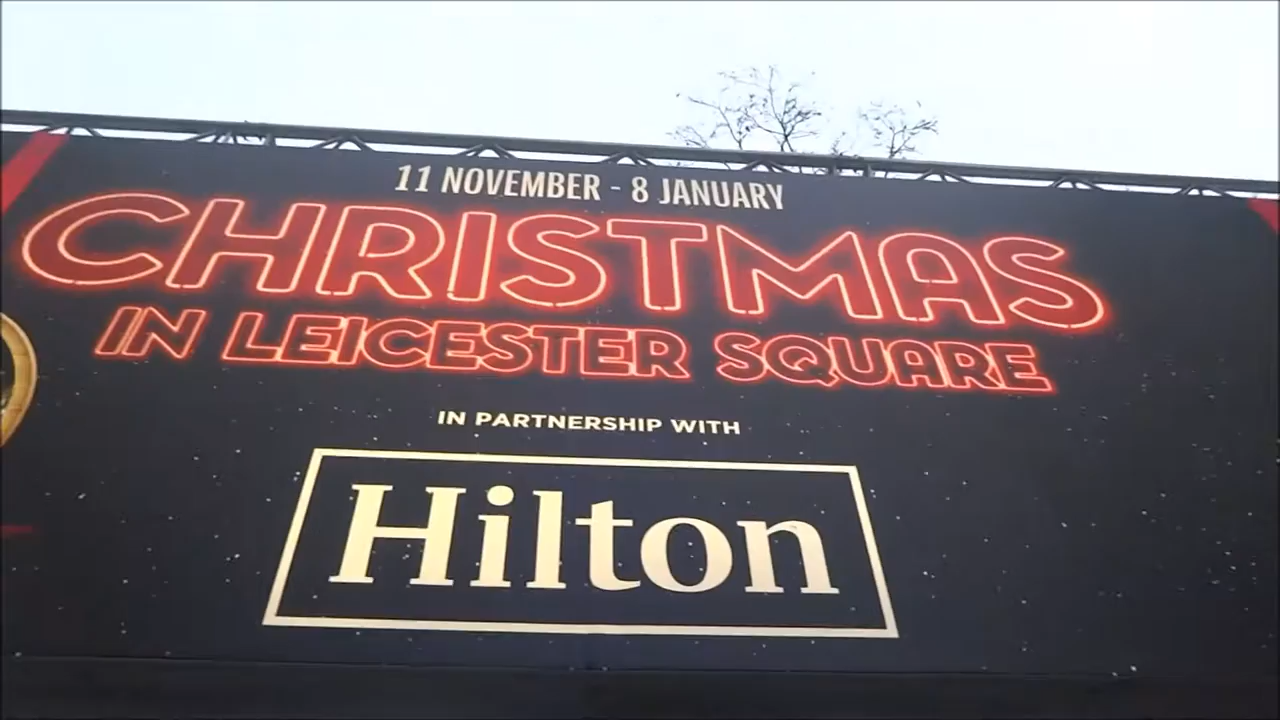 11 NOVEMBER - 8 JANUARY
CHRISTMAS
IN LEICESTER SQUARE
IN PARTNERSHIP WITH
Hilton